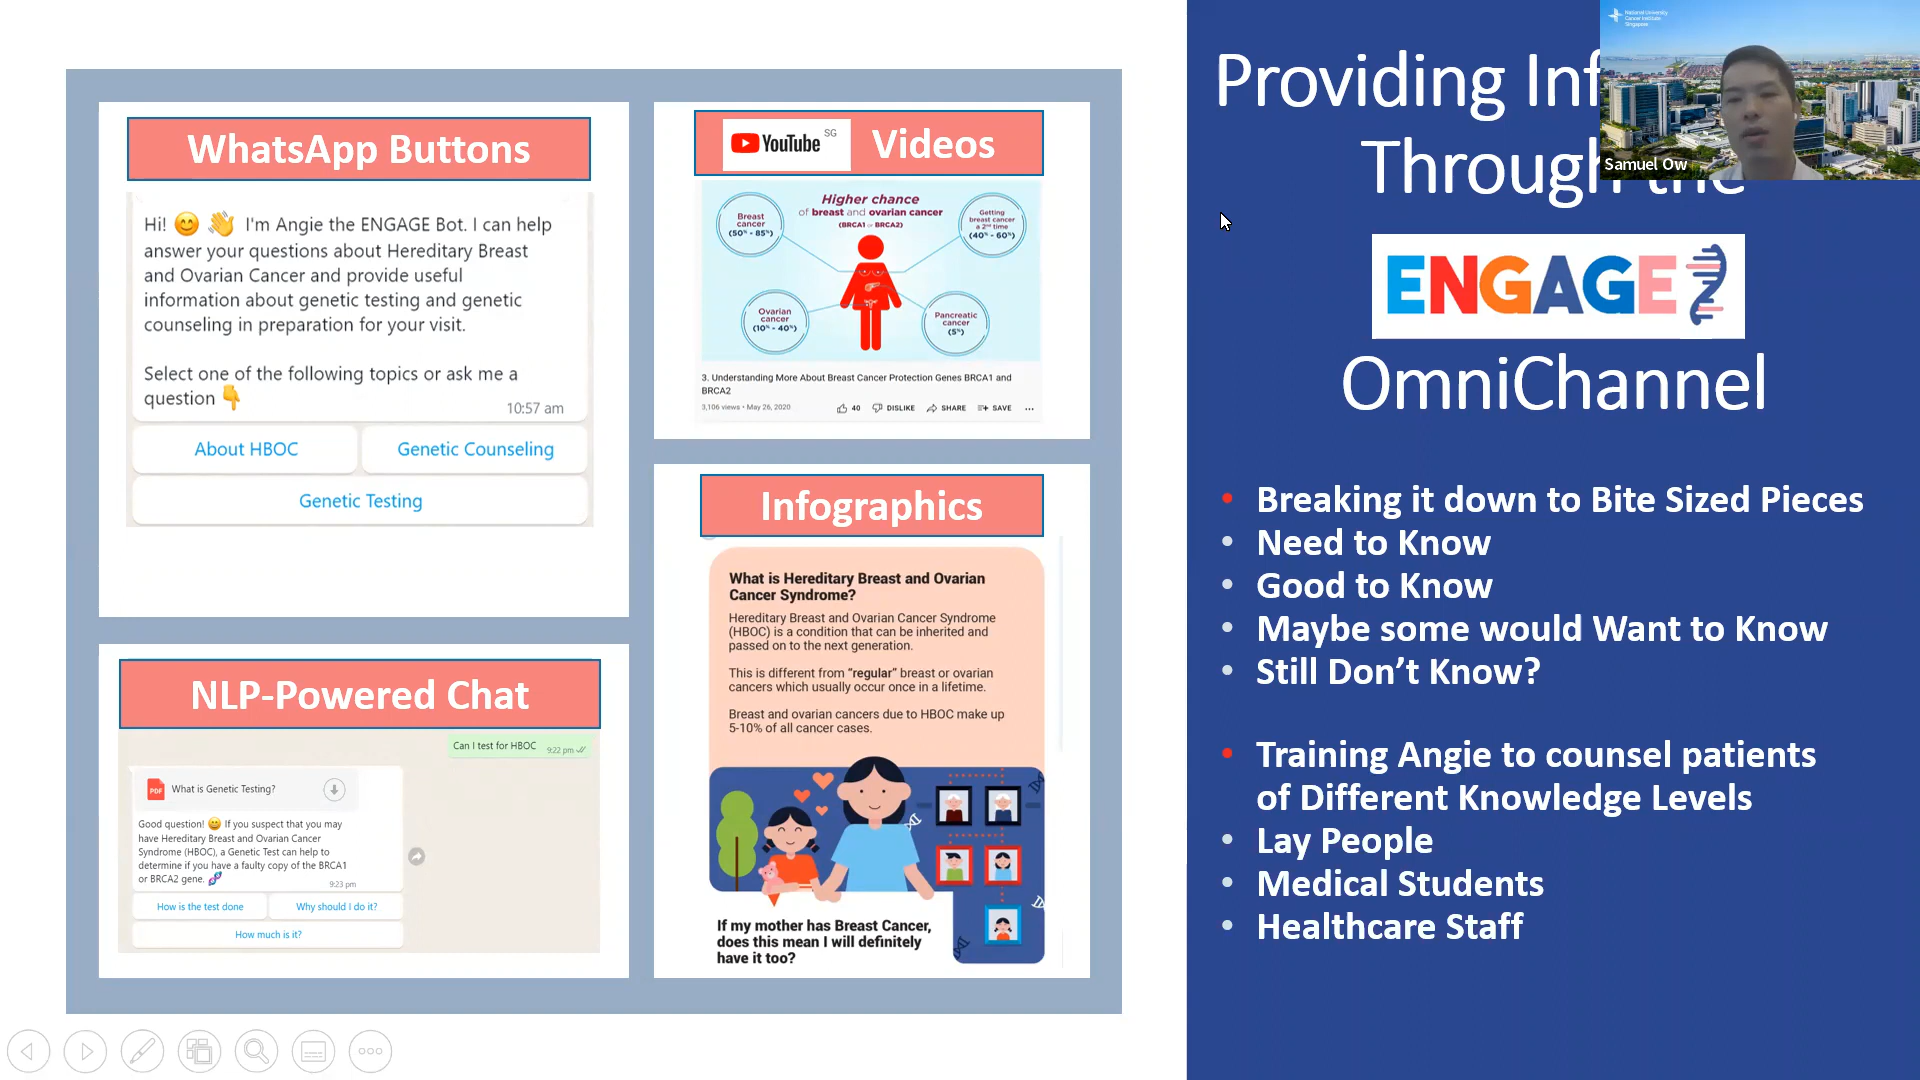 WhatsApp Buttons
Hi! 😊 👋 I'm Angie the ENGAGE Bot. I can help
answer your questions about Hereditary Breast
and Ovarian Cancer and provide useful
information about genetic testing and genetic
counseling in preparation for your visit.
Select one of the following topics or ask me a
question 👇
10:57 am
About HBOC
Genetic Counseling
Genetic Testing
NLP-Powered Chat
Can I test for HBOC 9:22 pm
PDF What is Genetic Testing?
Good question! 😀 If you suspect that you may
have Hereditary Breast and Ovarian Cancer
Syndrome (HBOC), a Genetic Test can help to
determine if you have a faulty copy of the BRCA1
or BRCA2 gene. 🧬
9:23 pm
How is the test done
Why should I do it?
How much is it?
YouTube SG Videos
Higher chance
of breast and ovarian cancer
(BRCA1 or BRCA2)
Breast
cancer
(50% - 85%)
Getting
breast cancer
a 2nd time
(40% - 60%)
Ovarian
cancer
(10% - 40%)
Pancreatic
cancer
(5%)
3. Understanding More About Breast Cancer Protection Genes BRCA1 and
BRCA2
3,106 views • May 26, 2020
40 DISLIKE SHARE SAVE ...
Infographics
What is Hereditary Breast and Ovarian
Cancer Syndrome?
Hereditary Breast and Ovarian Cancer Syndrome
(HBOC) is a condition that can be inherited and
passed on to the next generation.
This is different from “regular” breast or ovarian
cancers which usually occur once in a lifetime.
Breast and ovarian cancers due to HBOC make up
5-10% of all cancer cases.
If my mother has Breast Cancer,
does this mean I will definitely
have it too?
Providing Inf
Through the
ENGAGE
OmniChannel
• Breaking it down to Bite Sized Pieces
• Need to Know
• Good to Know
• Maybe some would Want to Know
• Still Don’t Know?
• Training Angie to counsel patients
of Different Knowledge Levels
• Lay People
• Medical Students
• Healthcare Staff
National University
Cancer Institute
Singapore
Samuel Ow